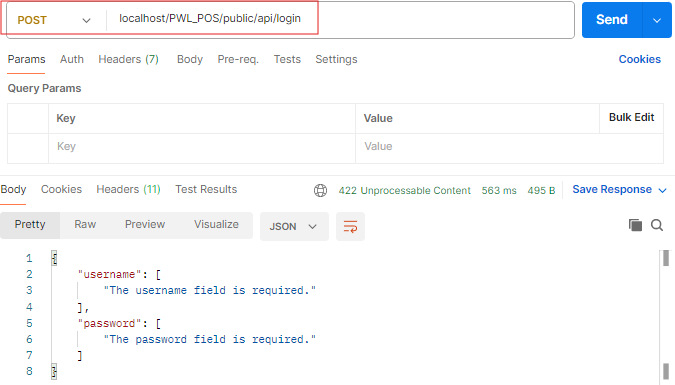 POST localhost/PWL_POS/public/api/login Send
Params Auth Headers (7) Body Pre-req. Tests Settings Cookies
Query Params
Key Value Bulk Edit
Key Value
Body Cookies Headers (11) Test Results 422 Unprocessable Content 563 ms 495 B Save Response
Pretty Raw Preview Visualize JSON
1 {
2 "username": [
3 "The username field is required."
4 ],
5 "password": [
6 "The password field is required."
7 ]
8 }